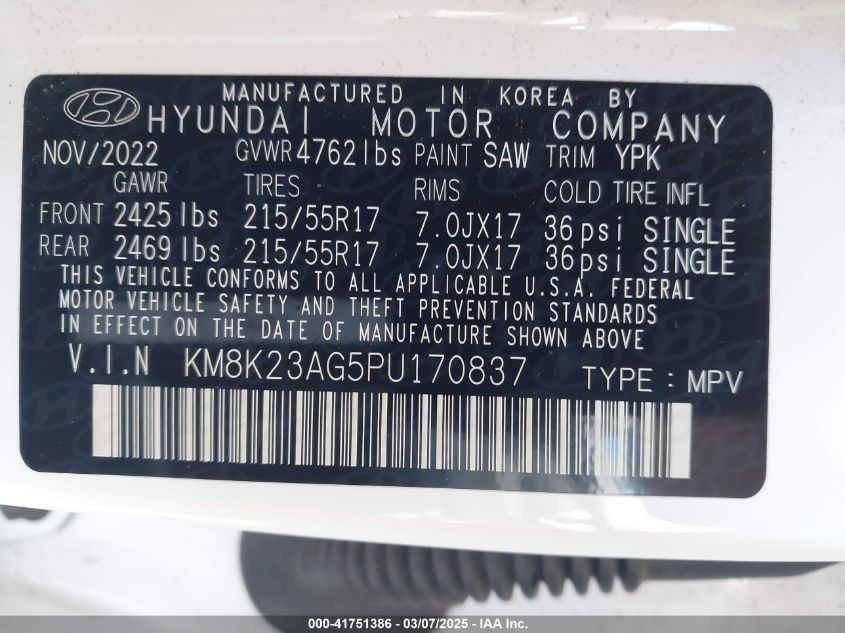 MANUFACTURED IN KOREA BY
HYUNDAI MOTOR COMPANY
NOV/2022 GVWR 4762 lbs PAINT SAW TRIM YPK
GAWR TIRES RIMS COLD TIRE INFL
FRONT 2425 lbs 215/55R17 7.0JX17 36psi SINGLE
REAR 2469 lbs 215/55R17 7.0JX17 36psi SINGLE
THIS VEHICLE CONFORMS TO ALL APPLICABLE U.S.A. FEDERAL
MOTOR VEHICLE SAFETY AND THEFT PREVENTION STANDARDS
IN EFFECT ON THE DATE OF MANUFACTURE SHOWN ABOVE
V.I.N KM8K23AG5PU170837 TYPE : MPV
000-41751386 - 03/07/2025 - IAA Inc.